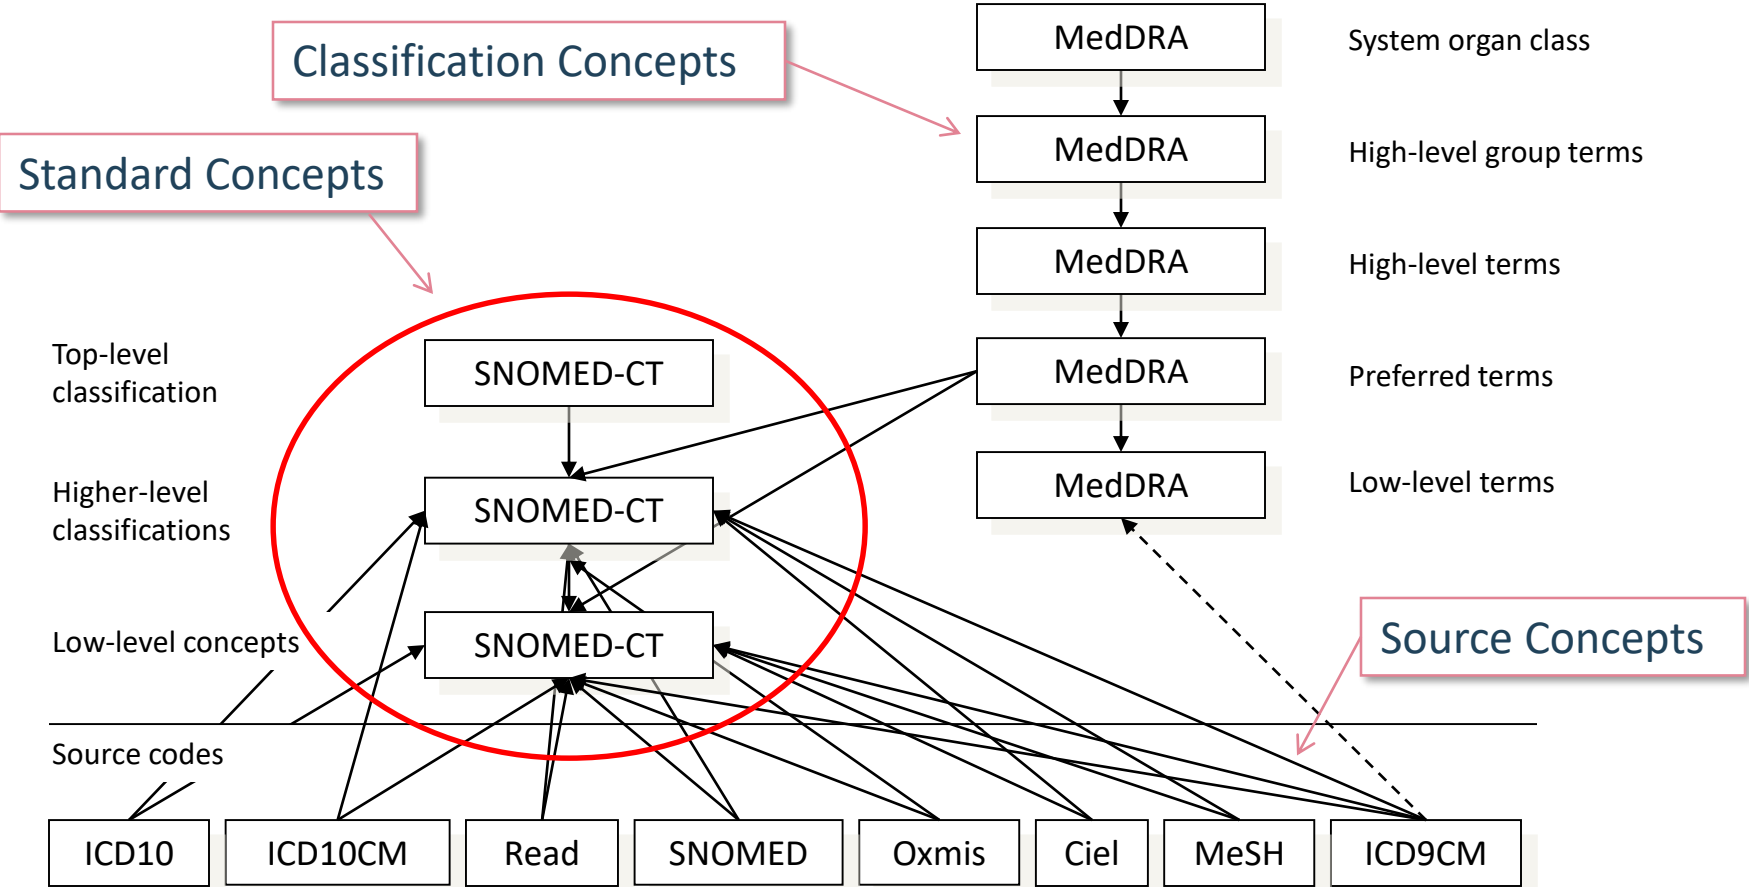 MedDRA
System organ class
Classification Concepts
MedDRA
High-level group terms
Standard Concepts
MedDRA
High-level terms
Top-level
classification
SNOMED-CT
MedDRA
Preferred terms
Higher-level
classifications
SNOMED-CT
MedDRA
Low-level terms
Low-level concepts
SNOMED-CT
Source Concepts
Source codes
ICD10
ICD10CM
Read
SNOMED
Oxmis
Ciel
MeSH
ICD9CM